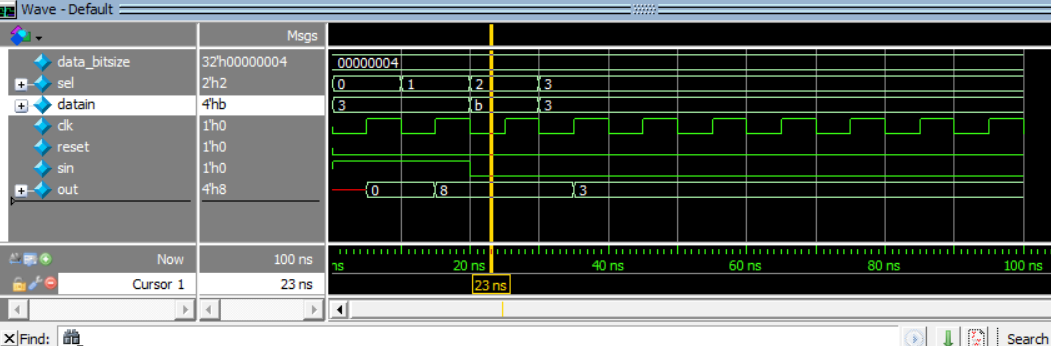 Wave - Default
Msgs
data_bitsize 32'h00000004 00000004
sel 2'h2 0 1 2 3
datain 4'hb 3 b 3
clk 1'h0
reset 1'h0
sin 1'h0
out 4'h8 0 8 3
Now 100 ns ns 20 ns 40 ns 60 ns 80 ns 100 ns
Cursor 1 23 ns 23 ns
Find: Search